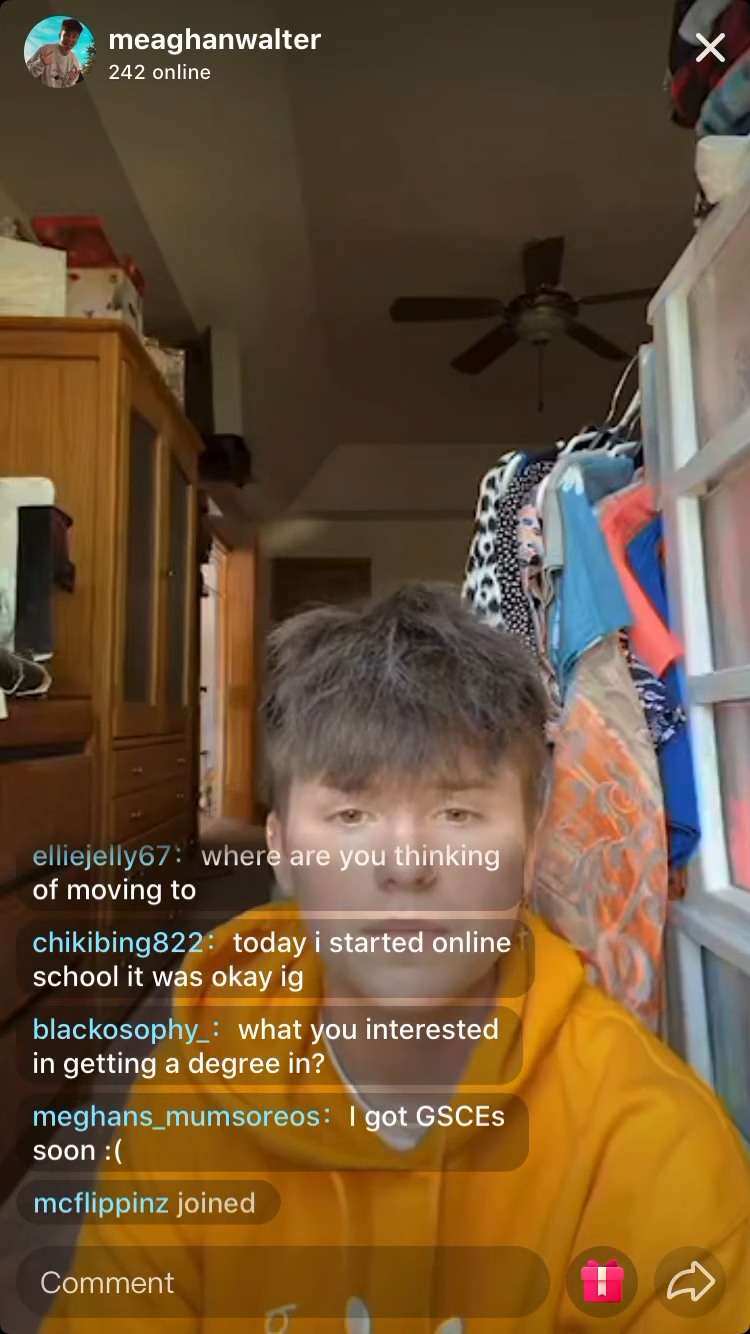 meaghanwalter
242 online
elliejelly67: where are you thinking
of moving to
chikibing822: today i started online
school it was okay ig
blackosophy_: what you interested
in getting a degree in?
meghans_mumsoreos: I got GSCEs
soon :(
mcflippinz joined
Comment